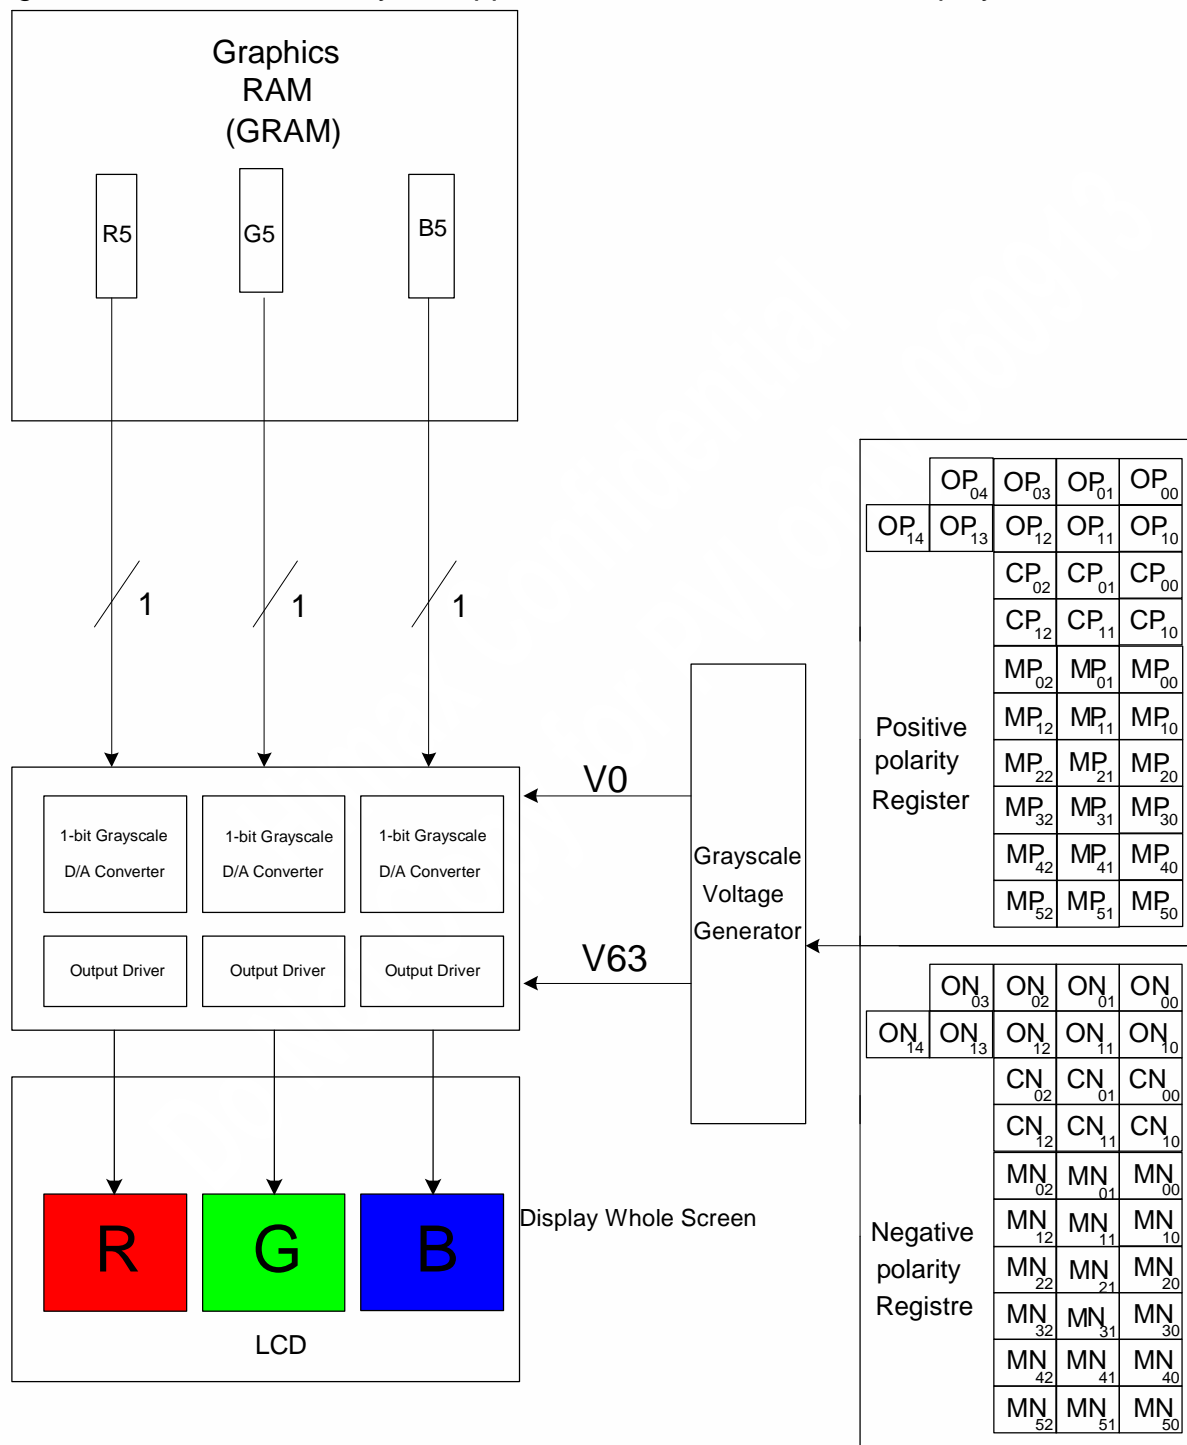 Graphics
RAM
(GRAM)
R5
G5
B5
1
1
1
1-bit Grayscale
D/A Converter
1-bit Grayscale
D/A Converter
1-bit Grayscale
D/A Converter
Output Driver
Output Driver
Output Driver
V0
V63
Grayscale
Voltage
Generator
R
G
B
Display Whole Screen
LCD
OP04 OP03 OP01 OP00
OP14 OP13 OP12 OP11 OP10
CP02 CP01 CP00
CP12 CP11 CP10
MP02 MP01 MP00
MP12 MP11 MP10
MP22 MP21 MP20
MP32 MP31 MP30
MP42 MP41 MP40
MP52 MP51 MP50
Positive
polarity
Register
ON03 ON02 ON01 ON00
ON14 ON13 ON12 ON11 ON10
CN02 CN01 CN00
CN12 CN11 CN10
MN02 MN01 MN00
MN12 MN11 MN10
MN22 MN21 MN20
MN32 MN31 MN30
MN42 MN41 MN40
MN52 MN51 MN50
Negative
polarity
Registre